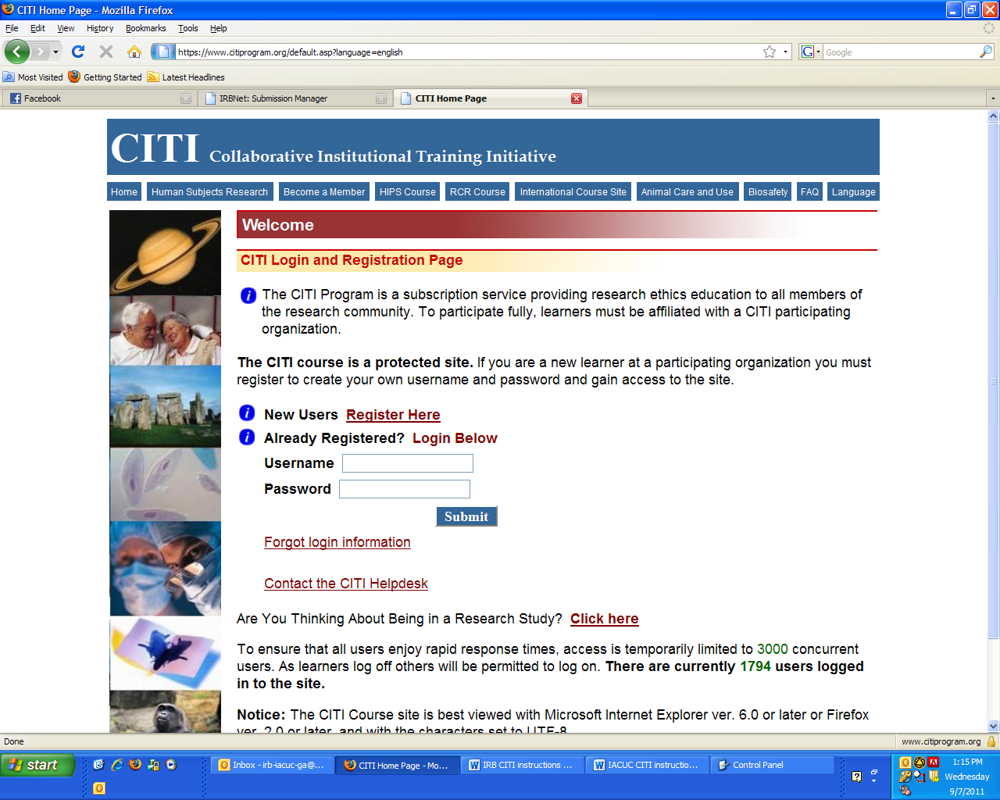 CITI Home Page - Mozilla Firefox
File Edit View History Bookmarks Tools Help
https://www.citiprogram.org/default.asp?language=english
G Google
Most Visited Getting Started Latest Headlines
Facebook IRBNet: Submission Manager CITI Home Page
CITI Collaborative Institutional Training Initiative
Home Human Subjects Research Become a Member HIPS Course RCR Course International Course Site Animal Care and Use Biosafety FAQ Language
Welcome
CITI Login and Registration Page
The CITI Program is a subscription service providing research ethics education to all members of
the research community. To participate fully, learners must be affiliated with a CITI participating
organization.
The CITI course is a protected site. If you are a new learner at a participating organization you must
register to create your own username and password and gain access to the site.
New Users Register Here
Already Registered? Login Below
Username
Password
Submit
Forgot login information
Contact the CITI Helpdesk
Are You Thinking About Being in a Research Study? Click here
To ensure that all users enjoy rapid response times, access is temporarily limited to 3000 concurrent
users. As learners log off others will be permitted to log on. There are currently 1794 users logged
in to the site.
Notice: The CITI Course site is best viewed with Microsoft Internet Explorer ver. 6.0 or later or Firefox
ver. 2.0 or later, and with the characters set to UTF-8
Done www.citiprogram.org
start Inbox - irb-iacuc-ga@... CITI Home Page - Mo... IRB CITI instructions ... IACUC CITI instructio... Control Panel 1:15 PM
Wednesday
9/7/2011